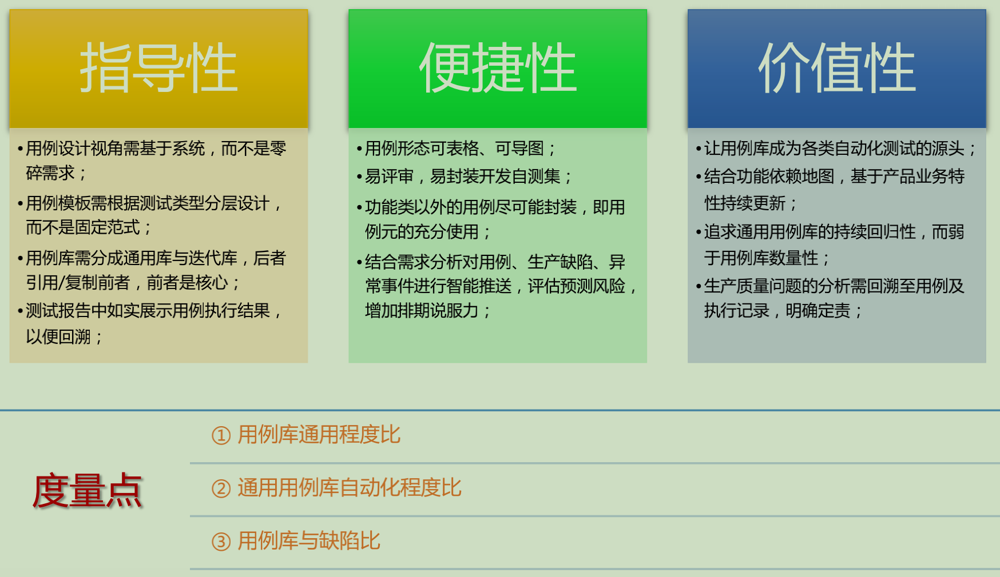 指导性
•用例设计视角需基于系统，而不是零
碎需求；
•用例模板需根据测试类型分层设计，
而不是固定范式；
•用例库需分成通用库与迭代库，后者
引用/复制前者，前者是核心；
•测试报告中如实展示用例执行结果，
以便回溯；
便捷性
•用例形态可表格、可导图；
•易评审，易封装开发自测集；
•功能类以外的用例尽可能封装，即用
例元的充分使用；
•结合需求分析对用例、生产缺陷、异
常事件进行智能推送，评估预测风险，
增加排期说服力；
价值性
•让用例库成为各类自动化测试的源头；
•结合功能依赖地图，基于产品业务特
性持续更新；
•追求通用用例库的持续回归性，而弱
于用例库数量性；
•生产质量问题的分析需回溯至用例及
执行记录，明确定责；
度量点
① 用例库通用程度比
② 通用用例库自动化程度比
③ 用例库与缺陷比